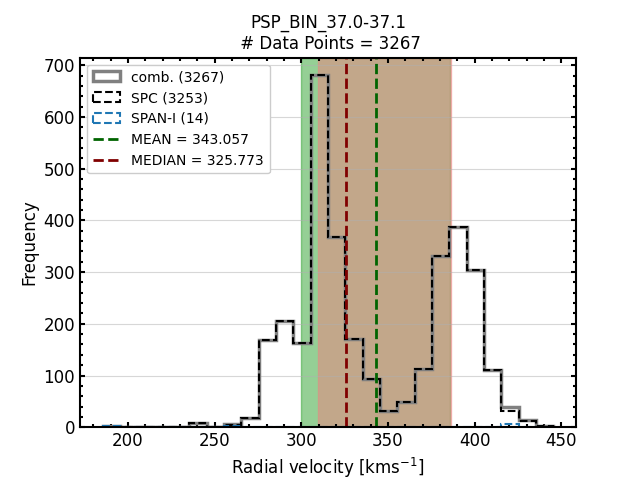 PSP_BIN_37.0-37.1
# Data Points = 3267
700
600
500
400
300
200
100
0
Frequency
comb. (3267)
SPC (3253)
SPAN-I (14)
MEAN = 343.057
MEDIAN = 325.773
200 250 300 350 400 450
Radial velocity [kms⁻¹]